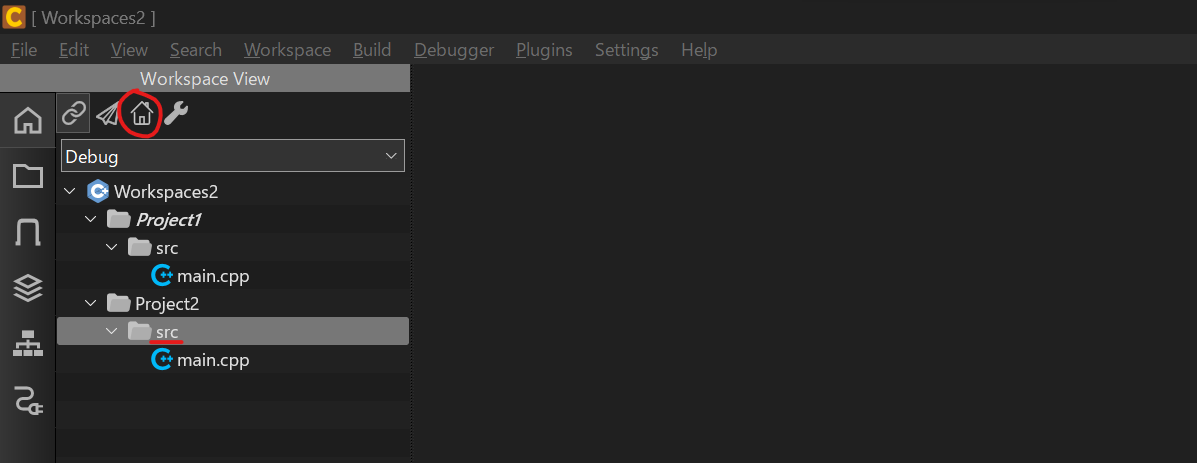 C [ Workspaces2 ]
File Edit View Search Workspace Build Debugger Plugins Settings Help
Workspace View
Debug
Workspaces2
Project1
src
main.cpp
Project2
src
main.cpp